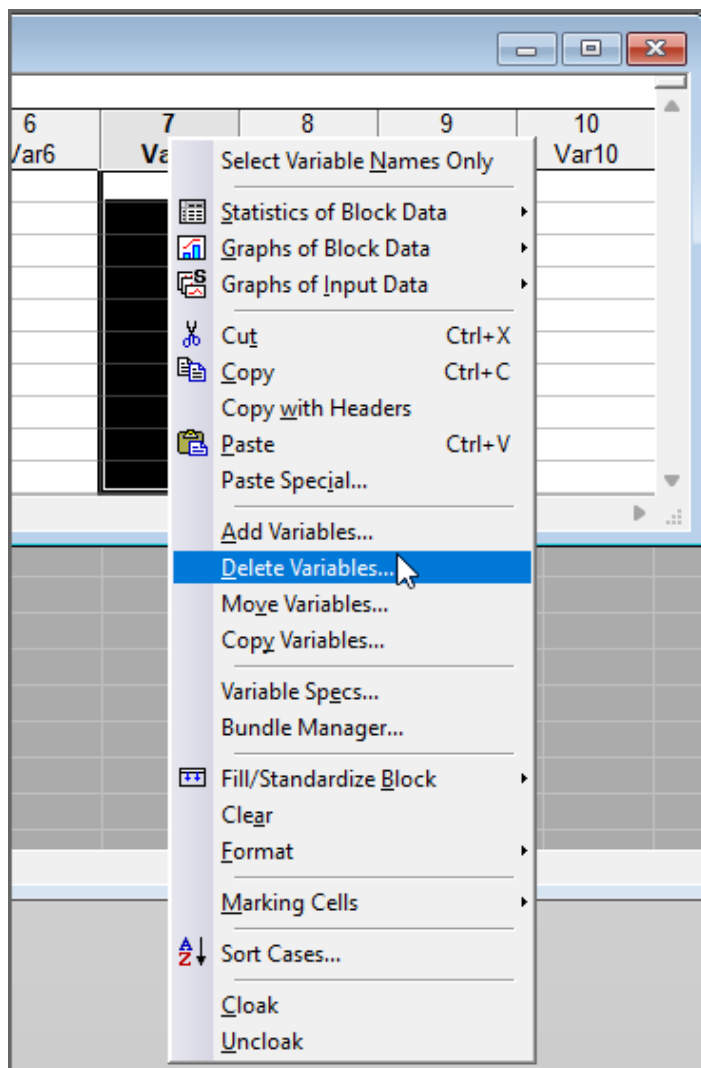 6 7 8 9 10
Var6 Va Var10
Select Variable Names Only
Statistics of Block Data
Graphs of Block Data
Graphs of Input Data
Cut Ctrl+X
Copy Ctrl+C
Copy with Headers
Paste Ctrl+V
Paste Special...
Add Variables...
Delete Variables...
Move Variables...
Copy Variables...
Variable Specs...
Bundle Manager...
Fill/Standardize Block
Clear
Format
Marking Cells
Sort Cases...
Cloak
Uncloak